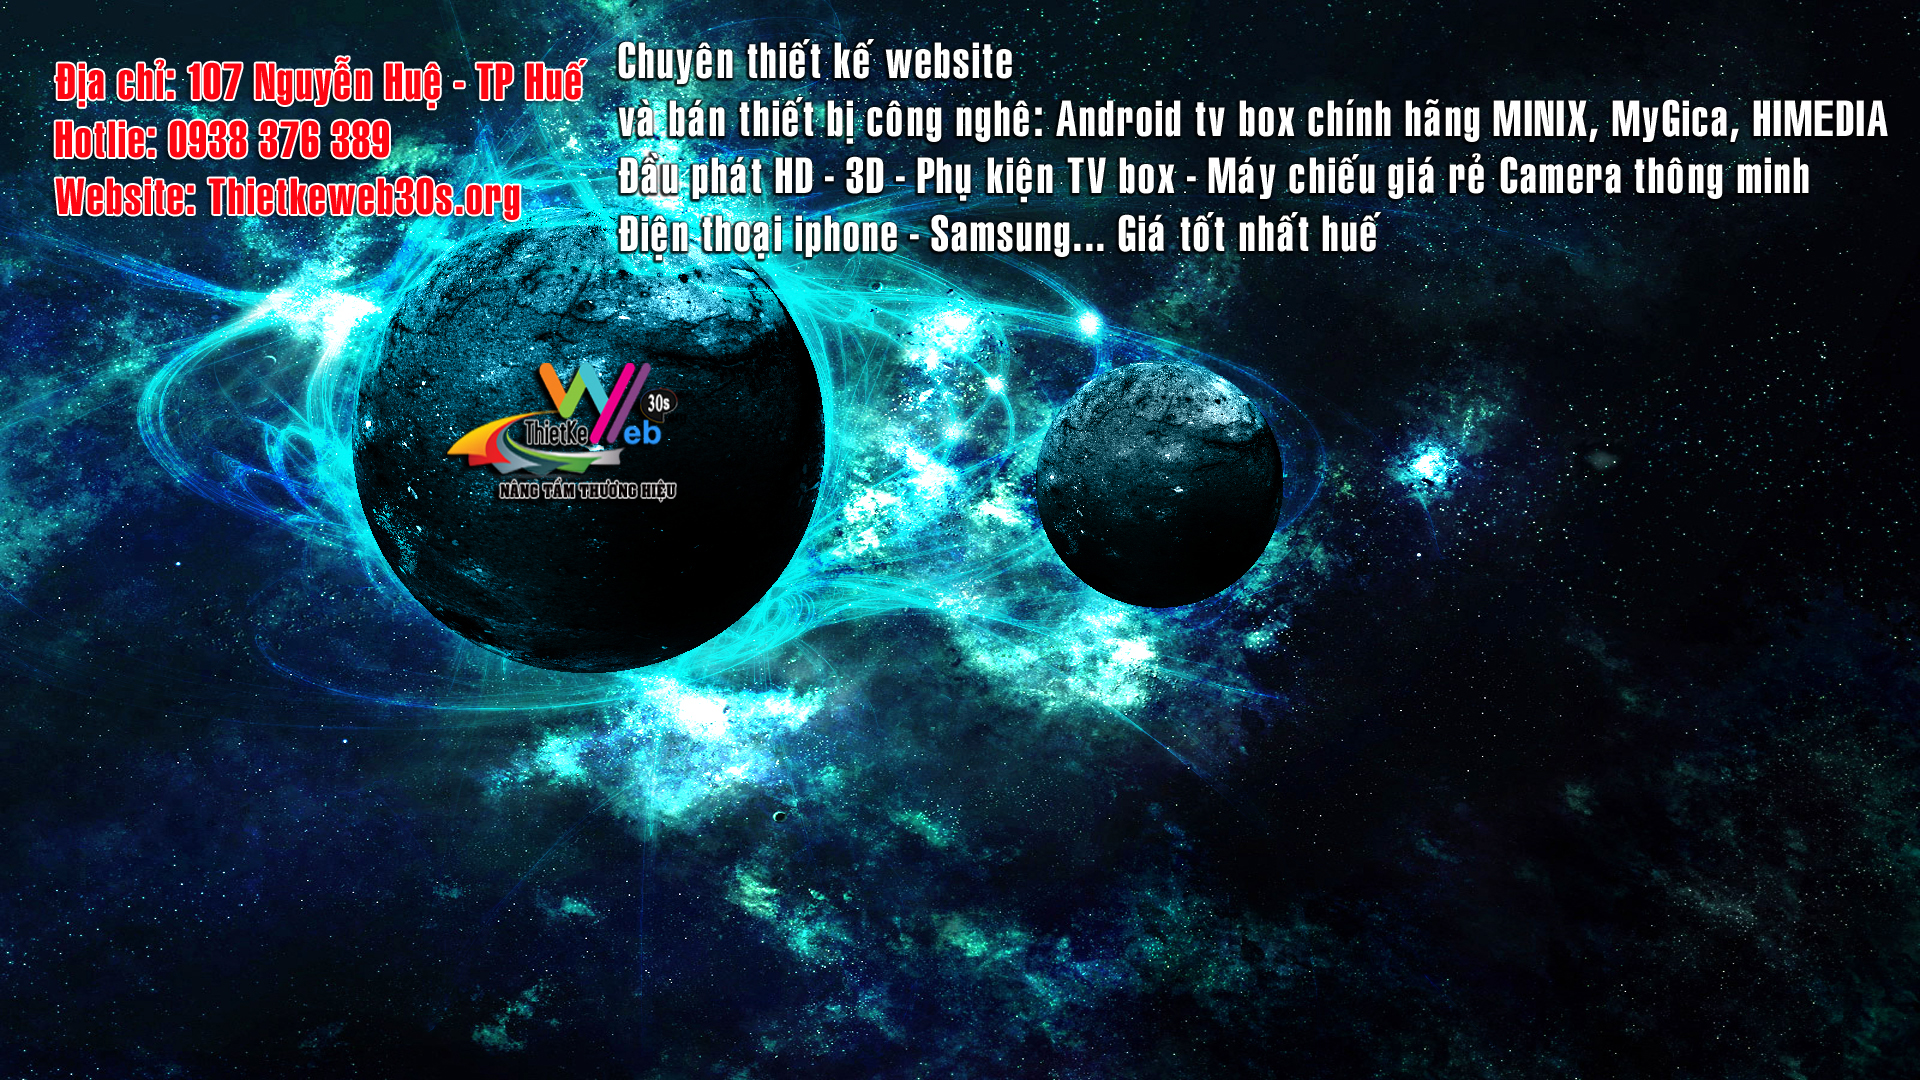 Địa chỉ: 107 Nguyễn Huệ - TP Huế
Hotlie: 0938 376 389
Website: Thietkeweb30s.org
Chuyên thiết kế website
và bán thiết bị công nghê: Android tv box chính hãng MINIX, MyGica, HIMEDIA
Đầu phát HD - 3D - Phụ kiện TV box - Máy chiếu giá rẻ Camera thông minh
Điện thoại iphone - Samsung... Giá tốt nhất huế
30s
ThietKe Web
NÂNG TẦM THƯƠNG HIỆU